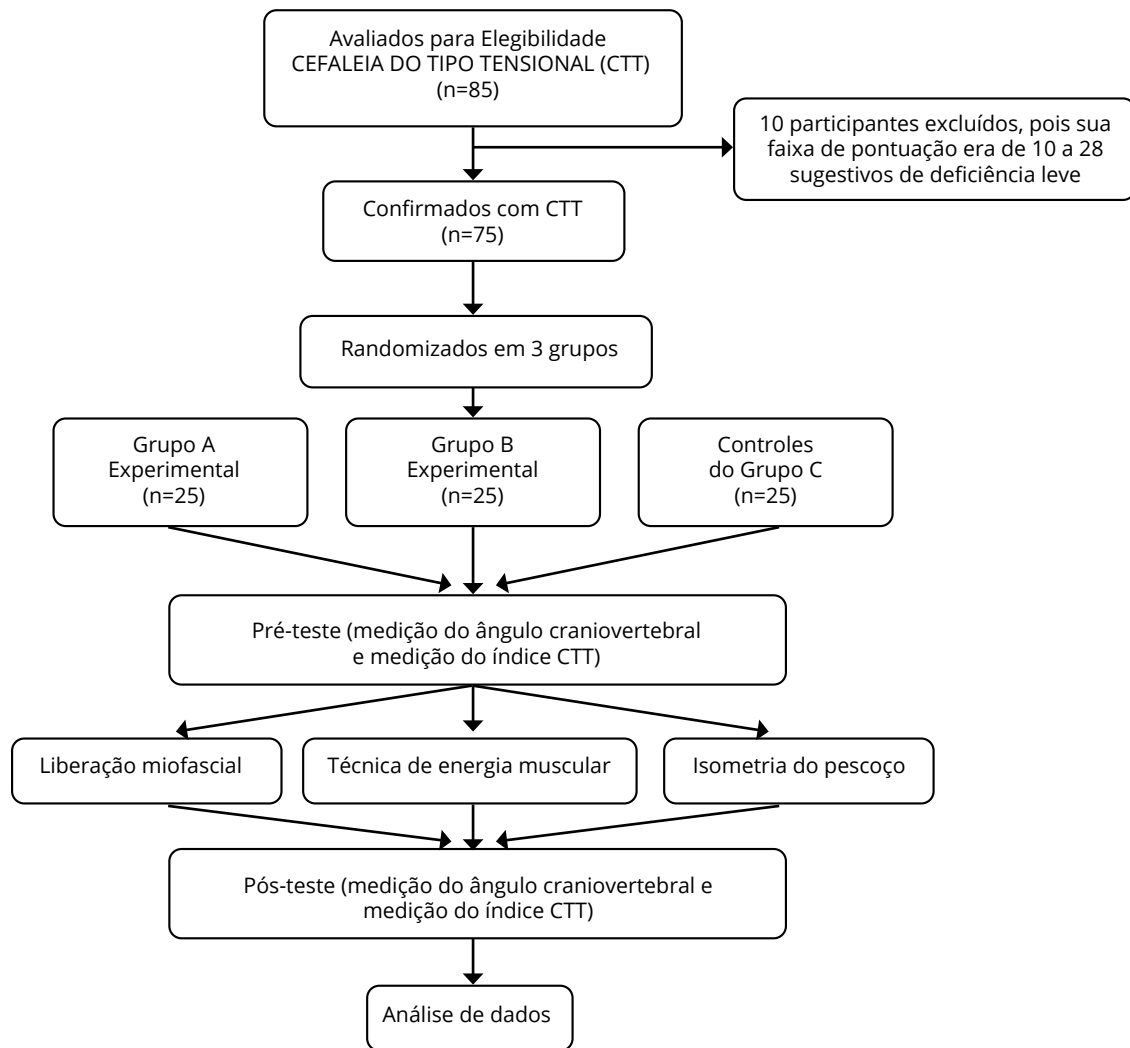 Avaliados para Elegibilidade
CEFALEIA DO TIPO TENSIONAL (CTT)
(n=85)
10 participantes excluídos, pois sua
faixa de pontuação era de 10 a 28
sugestivos de deficiência leve
Confirmados com CTT
(n=75)
Randomizados em 3 grupos
Grupo A
Experimental
(n=25)
Grupo B
Experimental
(n=25)
Controles
do Grupo C
(n=25)
Pré-teste (medição do ângulo craniovertebral
e medição do índice CTT)
Liberação miofascial
Técnica de energia muscular
Isometria do pescoço
Pós-teste (medição do ângulo craniovertebral e
medição do índice CTT)
Análise de dados